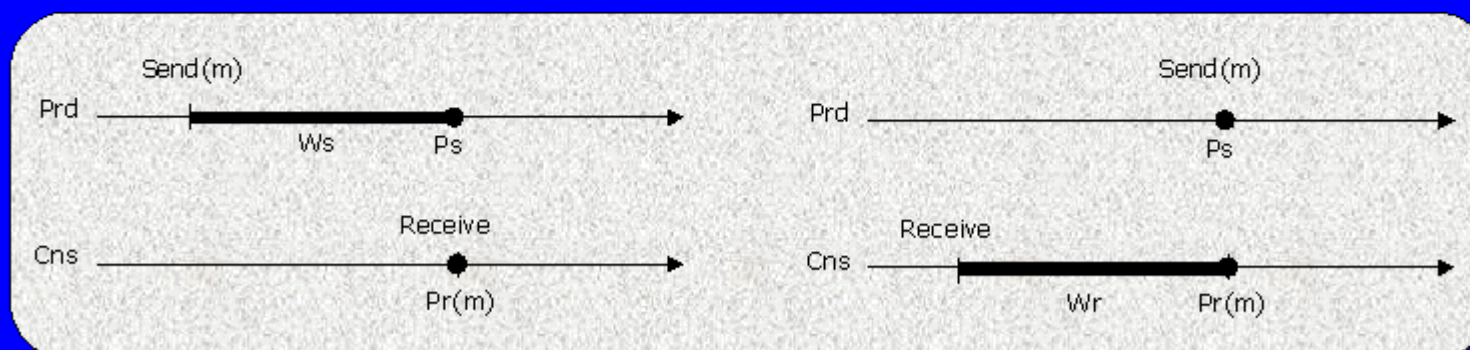 Send(m)
Prd
Ws
Ps
Receive
Cns
Pr(m)
Send(m)
Prd
Ps
Receive
Cns
Wr
Pr(m)